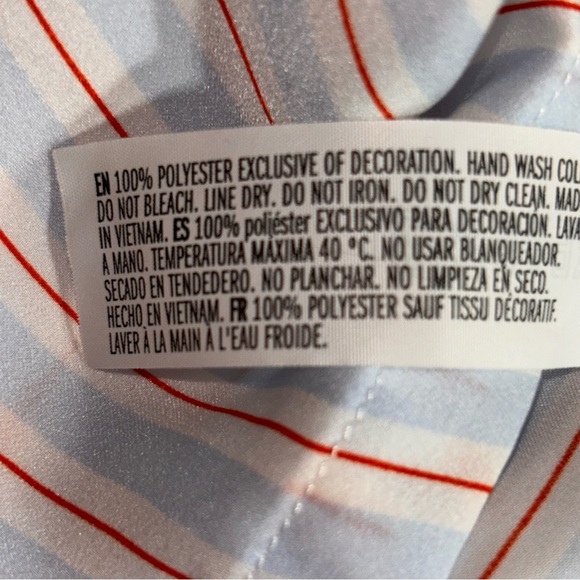 EN 100% POLYESTER EXCLUSIVE OF DECORATION. HAND WASH COL
DO NOT BLEACH. LINE DRY. DO NOT IRON. DO NOT DRY CLEAN. MAD
IN VIETNAM. ES 100% poliéster EXCLUSIVO PARA DECORACIÓN. LAVA
A MANO. TEMPERATURA MÁXIMA 40 °C. NO USAR BLANQUEADOR.
SECADO EN TENDEDERO. NO PLANCHAR. NO LIMPIEZA EN SECO.
HECHO EN VIETNAM. FR 100% POLYESTER SAUF TISSU DÉCORATIF.
LAVER À LA MAIN À L'EAU FROIDE.